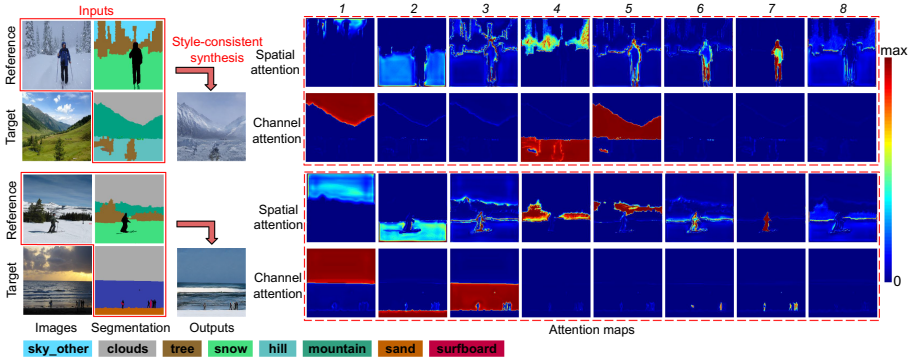 Inputs
1 2 3 4 5 6 7 8
Reference
Style-consistent
synthesis
Spatial
attention
max
Target
Channel
attention
Reference
Spatial
attention
Target
Channel
attention
0
Images Segmentation Outputs
Attention maps
sky_other clouds tree snow hill mountain sand surfboard